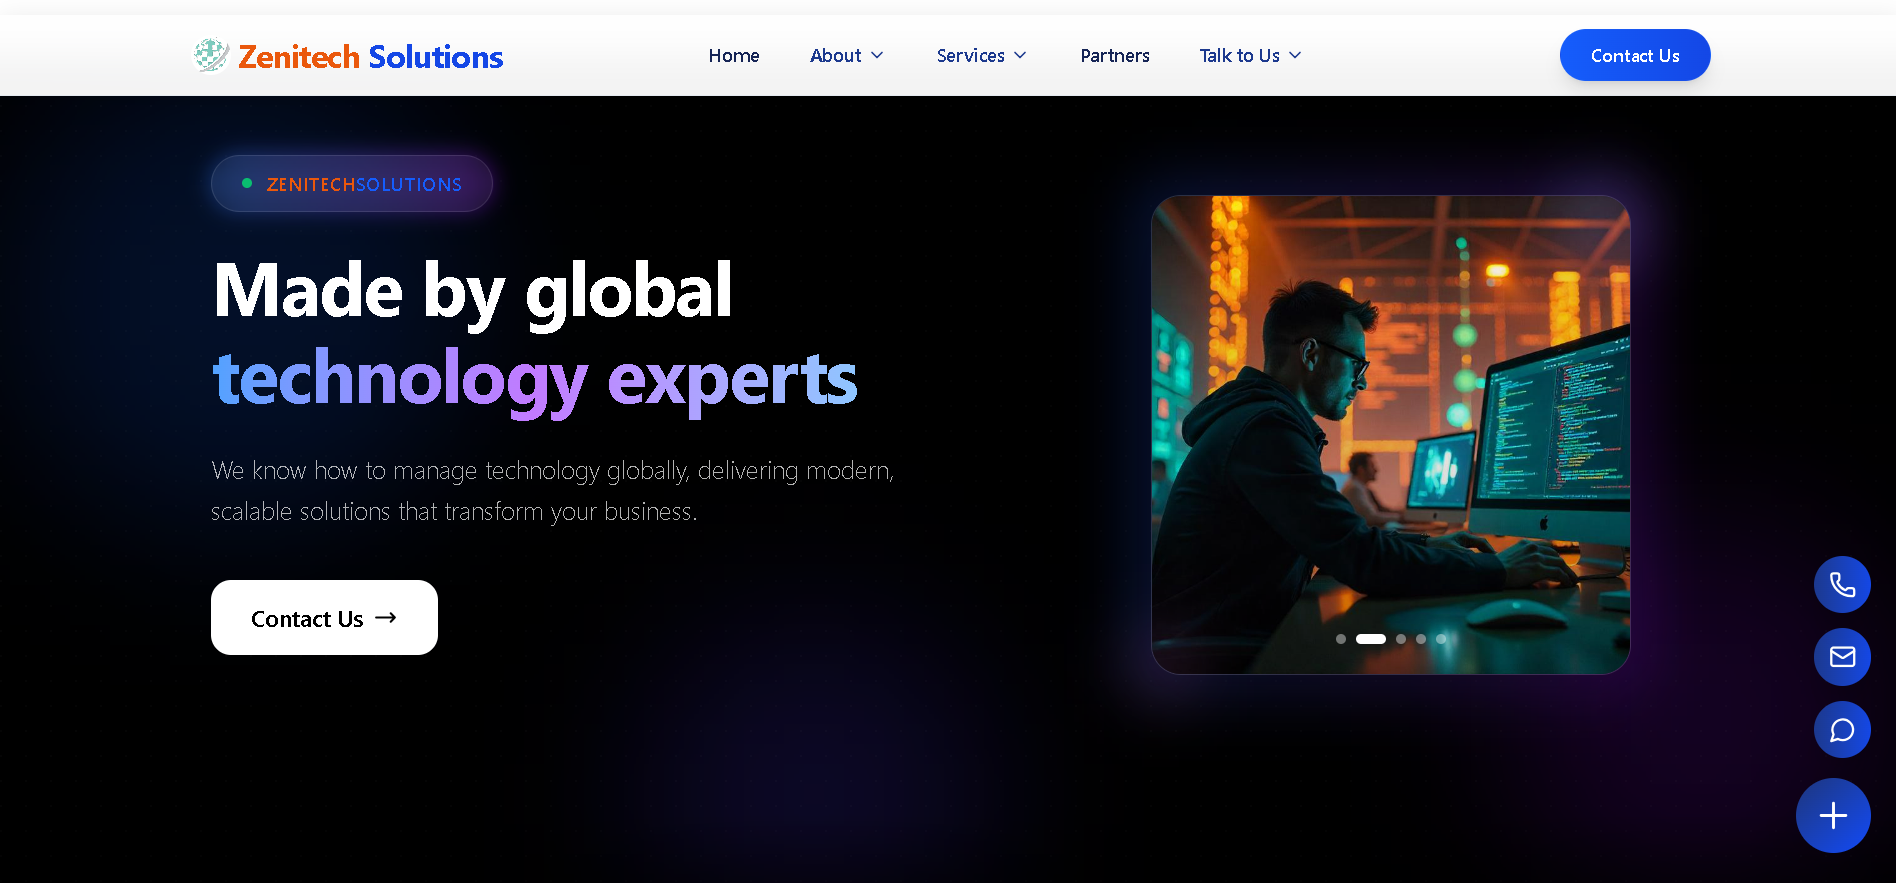 Zenitech Solutions
Home
About
Services
Partners
Talk to Us
Contact Us
ZENITECHSOLUTIONS
Made by global
technology experts
We know how to manage technology globally, delivering modern,
scalable solutions that transform your business.
Contact Us →